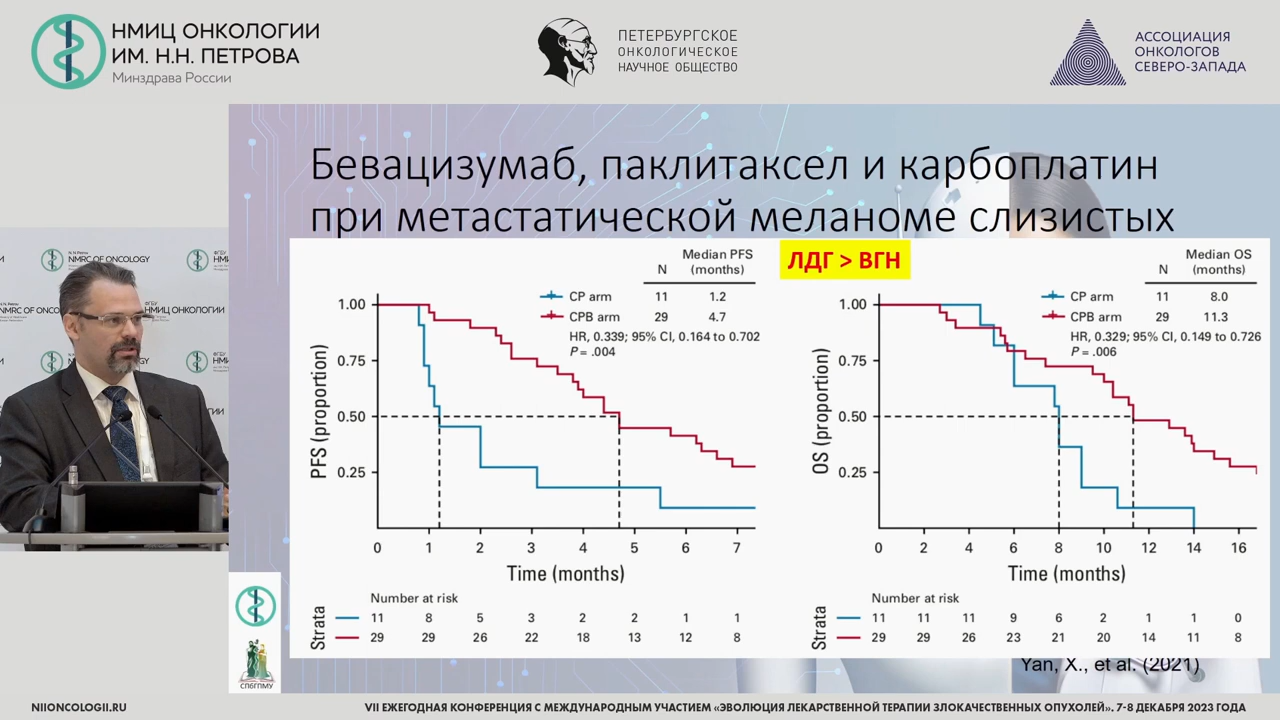 НМИЦ ОНКОЛОГИИ
ИМ. Н.Н. ПЕТРОВА
Минздрава России
ПЕТЕРБУРГСКОЕ
ОНКОЛОГИЧЕСКОЕ
НАУЧНОЕ ОБЩЕСТВО
АССОЦИАЦИЯ
ОНКОЛОГОВ
СЕВЕРО-ЗАПАДА
Бевацизумаб, паклитаксел и карбоплатин
при метастатической меланоме слизистых
ЛДГ > ВГН
N Median PFS (months)
CP arm 11 1.2
CPB arm 29 4.7
HR, 0.339; 95% CI, 0.164 to 0.702
P = .004
PFS (proportion)
1.00
0.75
0.50
0.25
0 1 2 3 4 5 6 7
Time (months)
Number at risk
Strata
11 8 5 3 2 2 1 1
29 29 26 22 18 13 12 8
N Median OS (months)
CP arm 11 8.0
CPB arm 29 11.3
HR, 0.329; 95% CI, 0.149 to 0.726
P = .006
OS (proportion)
1.00
0.75
0.50
0.25
0 2 4 6 8 10 12 14 16
Time (months)
Number at risk
Strata
11 11 11 9 6 2 1 1 0
29 29 26 23 21 20 14 11 8
Yan, X., et al. (2021)
NMRC OF ONCOLOGY
СПбГПМУ
NIIONCOLOGII.RU
VII ЕЖЕГОДНАЯ КОНФЕРЕНЦИЯ С МЕЖДУНАРОДНЫМ УЧАСТИЕМ «ЭВОЛЮЦИЯ ЛЕКАРСТВЕННОЙ ТЕРАПИИ ЗЛОКАЧЕСТВЕННЫХ ОПУХОЛЕЙ». 7-8 ДЕКАБРЯ 2023 ГОДА